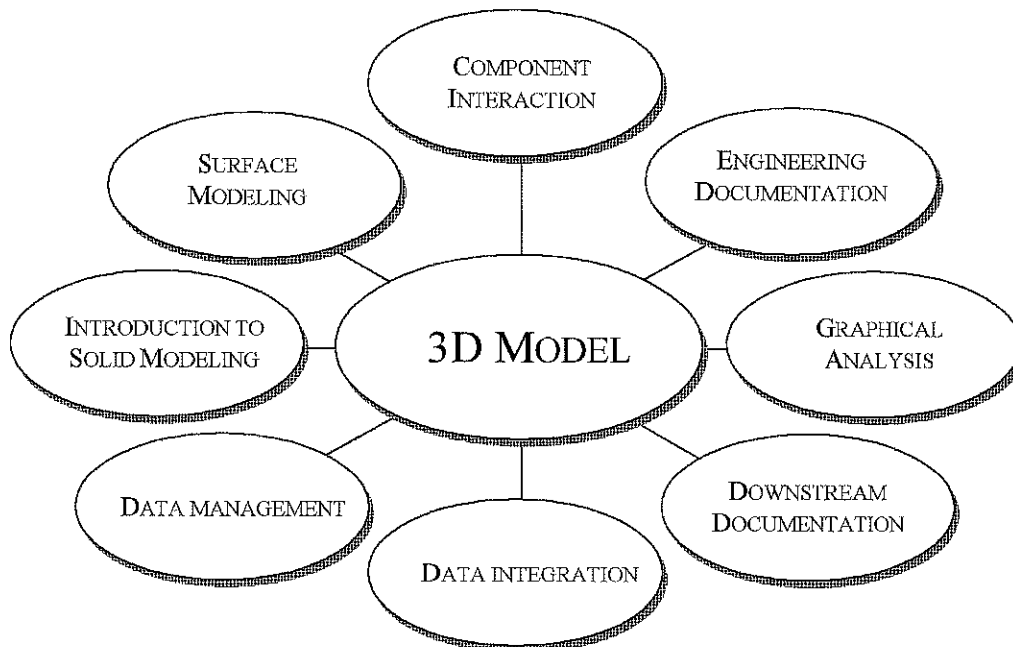 COMPONENT
INTERACTION
SURFACE
MODELING
ENGINEERING
DOCUMENTATION
INTRODUCTION TO
SOLID MODELING
3D MODEL
GRAPHICAL
ANALYSIS
DATA MANAGEMENT
DOWNSTREAM
DOCUMENTATION
DATA INTEGRATION